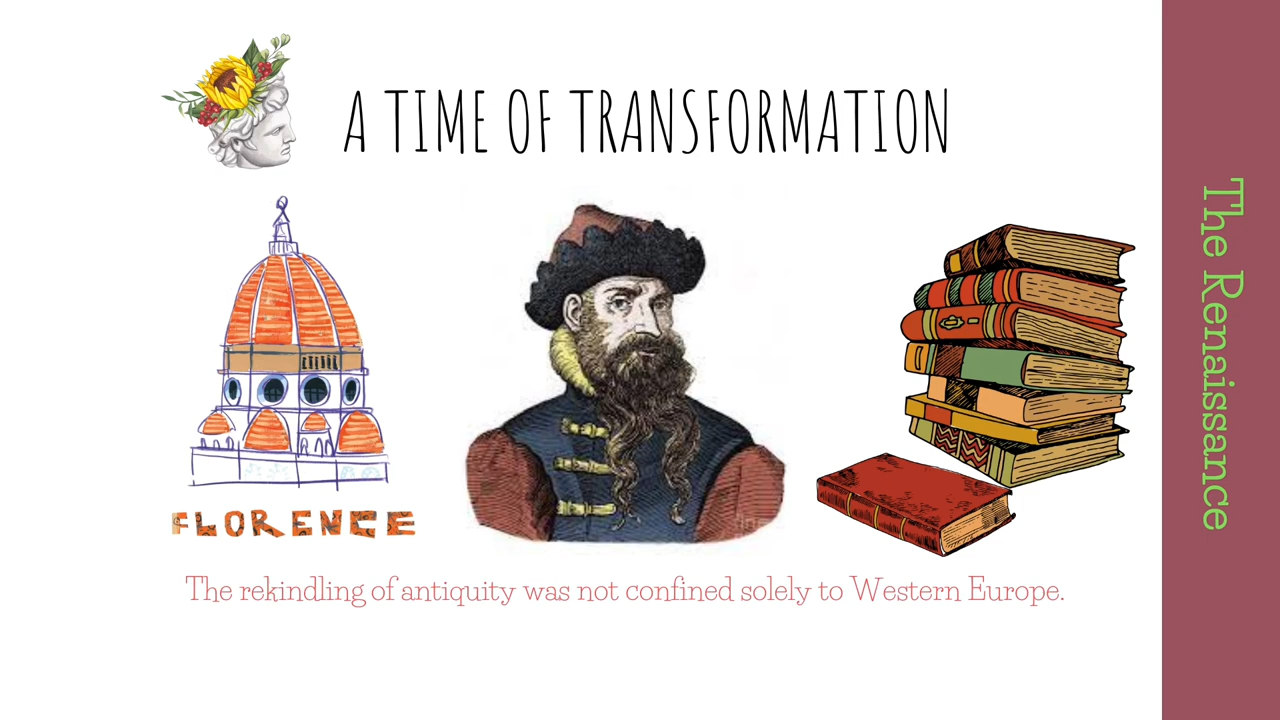 A TIME OF TRANSFORMATION
FLORENCE
The rekindling of antiquity was not confined solely to Western Europe.
The Renaissance